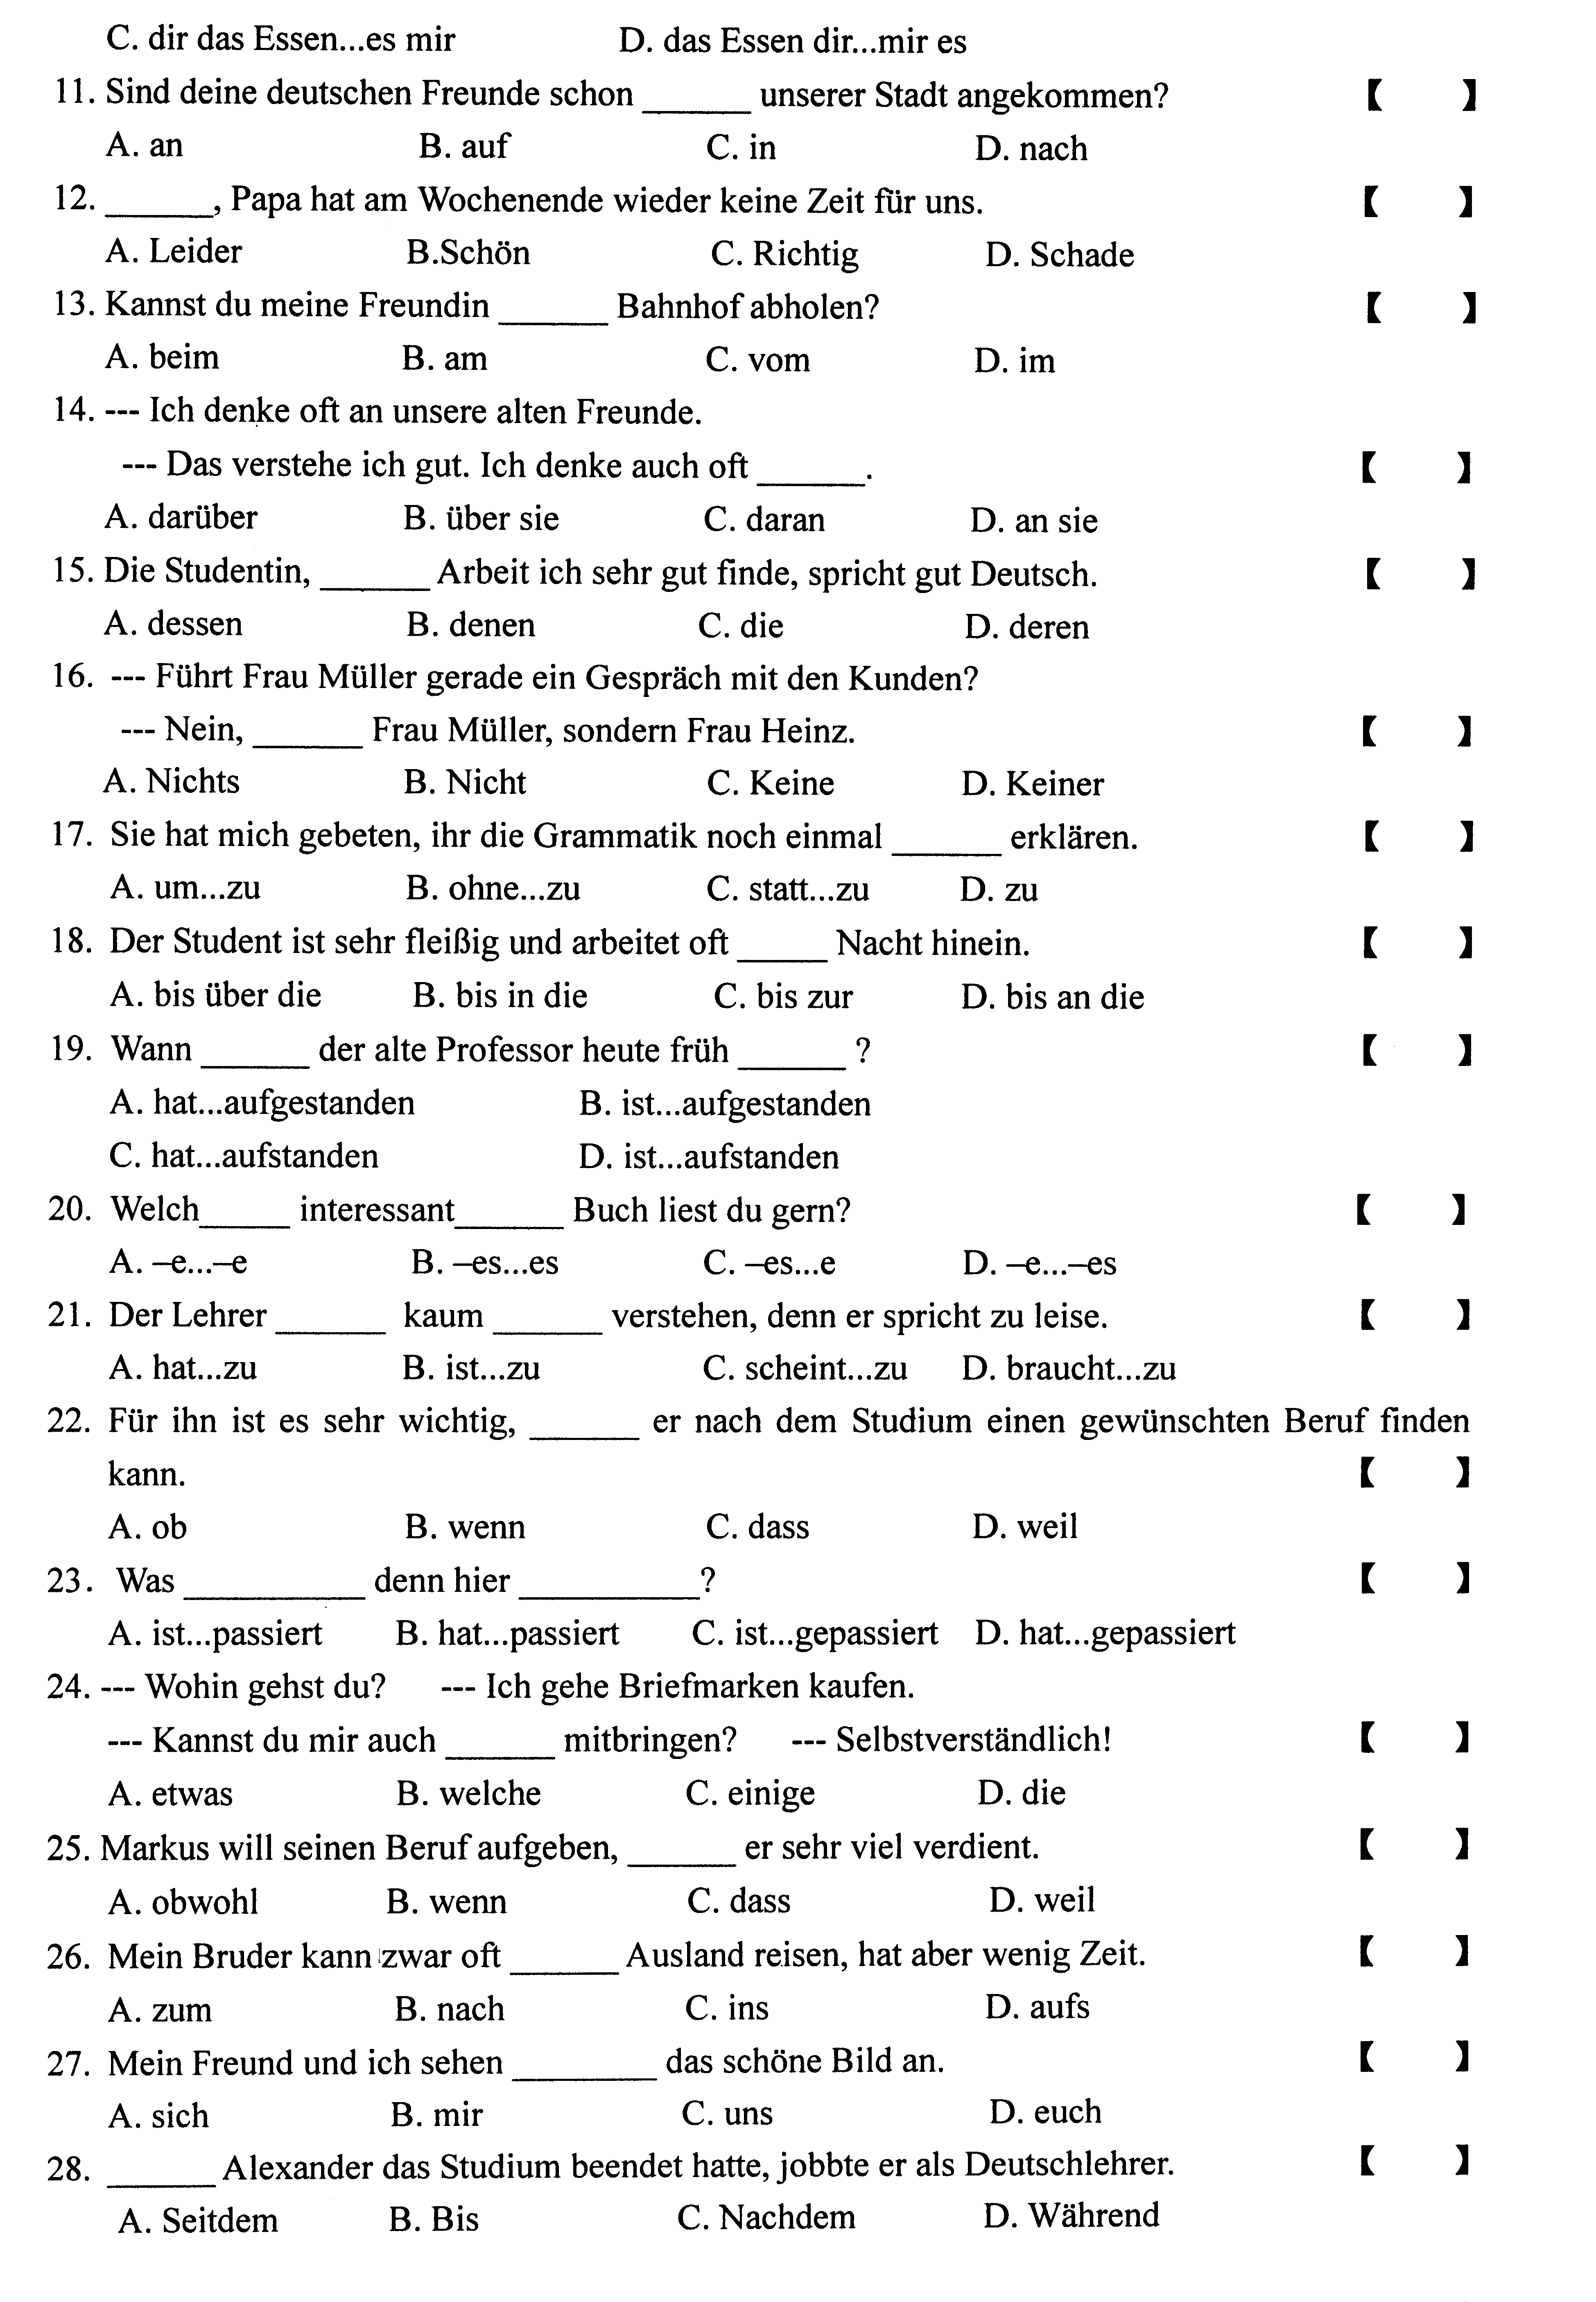 C. dir das Essen...es mir D. das Essen dir...mir es
11. Sind deine deutschen Freunde schon ______ unserer Stadt angekommen? 【 】
A. an B. auf C. in D. nach
12. ______, Papa hat am Wochenende wieder keine Zeit für uns. 【 】
A. Leider B.Schön C. Richtig D. Schade
13. Kannst du meine Freundin ______ Bahnhof abholen? 【 】
A. beim B. am C. vom D. im
14. --- Ich denke oft an unsere alten Freunde.
--- Das verstehe ich gut. Ich denke auch oft ______. 【 】
A. darüber B. über sie C. daran D. an sie
15. Die Studentin, ______ Arbeit ich sehr gut finde, spricht gut Deutsch. 【 】
A. dessen B. denen C. die D. deren
16. --- Führt Frau Müller gerade ein Gespräch mit den Kunden?
--- Nein, ______ Frau Müller, sondern Frau Heinz. 【 】
A. Nichts B. Nicht C. Keine D. Keiner
17. Sie hat mich gebeten, ihr die Grammatik noch einmal ______ erklären. 【 】
A. um...zu B. ohne...zu C. statt...zu D. zu
18. Der Student ist sehr fleißig und arbeitet oft _____ Nacht hinein. 【 】
A. bis über die B. bis in die C. bis zur D. bis an die
19. Wann ______ der alte Professor heute früh ______ ? 【 】
A. hat...aufgestanden B. ist...aufgestanden
C. hat...aufstanden D. ist...aufstanden
20. Welch_____ interessant______ Buch liest du gern? 【 】
A. –e...–e B. –es...es C. –es...e D. –e...–es
21. Der Lehrer ______ kaum ______ verstehen, denn er spricht zu leise. 【 】
A. hat...zu B. ist...zu C. scheint...zu D. braucht...zu
22. Für ihn ist es sehr wichtig, ______ er nach dem Studium einen gewünschten Beruf finden
kann. 【 】
A. ob B. wenn C. dass D. weil
23. Was __________ denn hier __________? 【 】
A. ist...passiert B. hat...passiert C. ist...gepassiert D. hat...gepassiert
24. --- Wohin gehst du? --- Ich gehe Briefmarken kaufen.
--- Kannst du mir auch ______ mitbringen? --- Selbstverständlich! 【 】
A. etwas B. welche C. einige D. die
25. Markus will seinen Beruf aufgeben, ______ er sehr viel verdient. 【 】
A. obwohl B. wenn C. dass D. weil
26. Mein Bruder kann zwar oft ______ Ausland reisen, hat aber wenig Zeit. 【 】
A. zum B. nach C. ins D. aufs
27. Mein Freund und ich sehen ________ das schöne Bild an. 【 】
A. sich B. mir C. uns D. euch
28. ______ Alexander das Studium beendet hatte, jobbte er als Deutschlehrer. 【 】
A. Seitdem B. Bis C. Nachdem D. Während